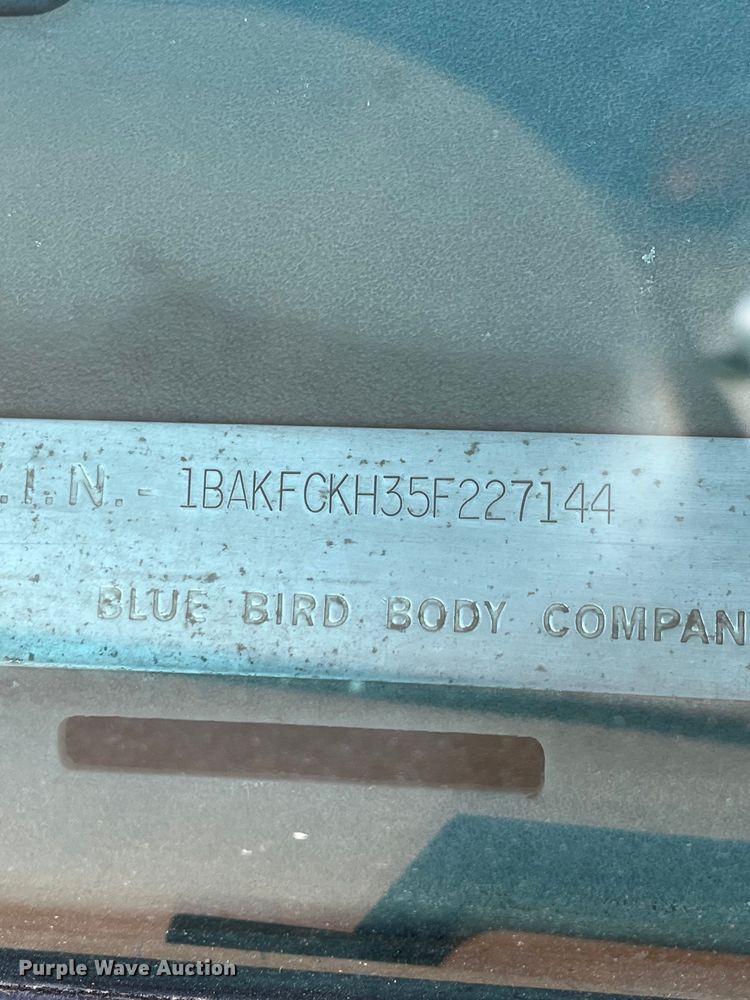 .I.N.- 1BAKFCKH35F227144
BLUE BIRD BODY COMPAN
Purple Wave Auction